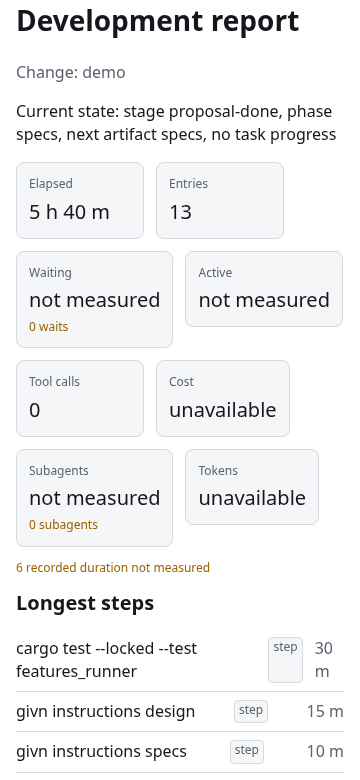 Development report
Change: demo
Current state: stage proposal-done, phase
specs, next artifact specs, no task progress
Elapsed
5 h 40 m
Entries
13
Waiting
not measured
0 waits
Active
not measured
Tool calls
0
Cost
unavailable
Subagents
not measured
0 subagents
Tokens
unavailable
6 recorded duration not measured
Longest steps
cargo test --locked --test
features_runner
step
30
m
givn instructions design step 15 m
givn instructions specs step 10 m